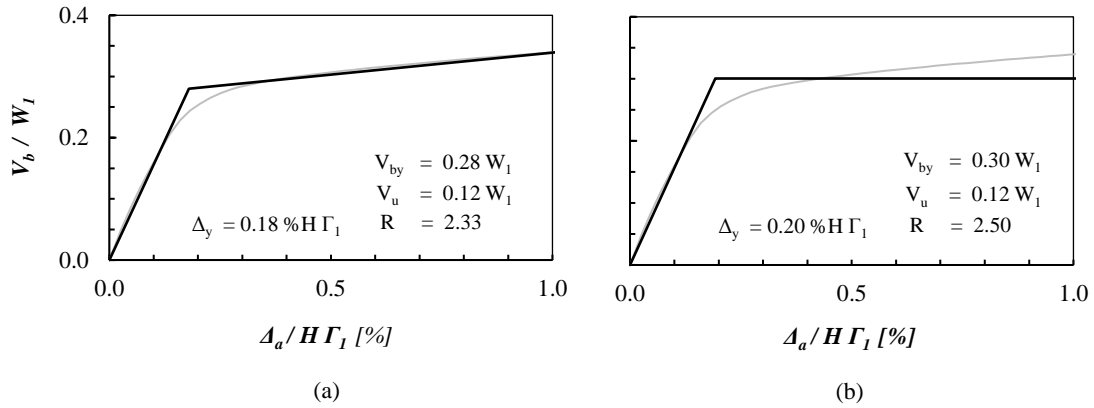 0.4
0.2
0.0
V_b / W_1
V_by = 0.28 W_1
V_u = 0.12 W_1
Δ_y = 0.18 %H Γ_1
R = 2.33
0.0 0.5 1.0
Δ_a / H Γ_1 [%]
(a)
V_by = 0.30 W_1
V_u = 0.12 W_1
Δ_y = 0.20 %H Γ_1
R = 2.50
0.0 0.5 1.0
Δ_a / H Γ_1 [%]
(b)